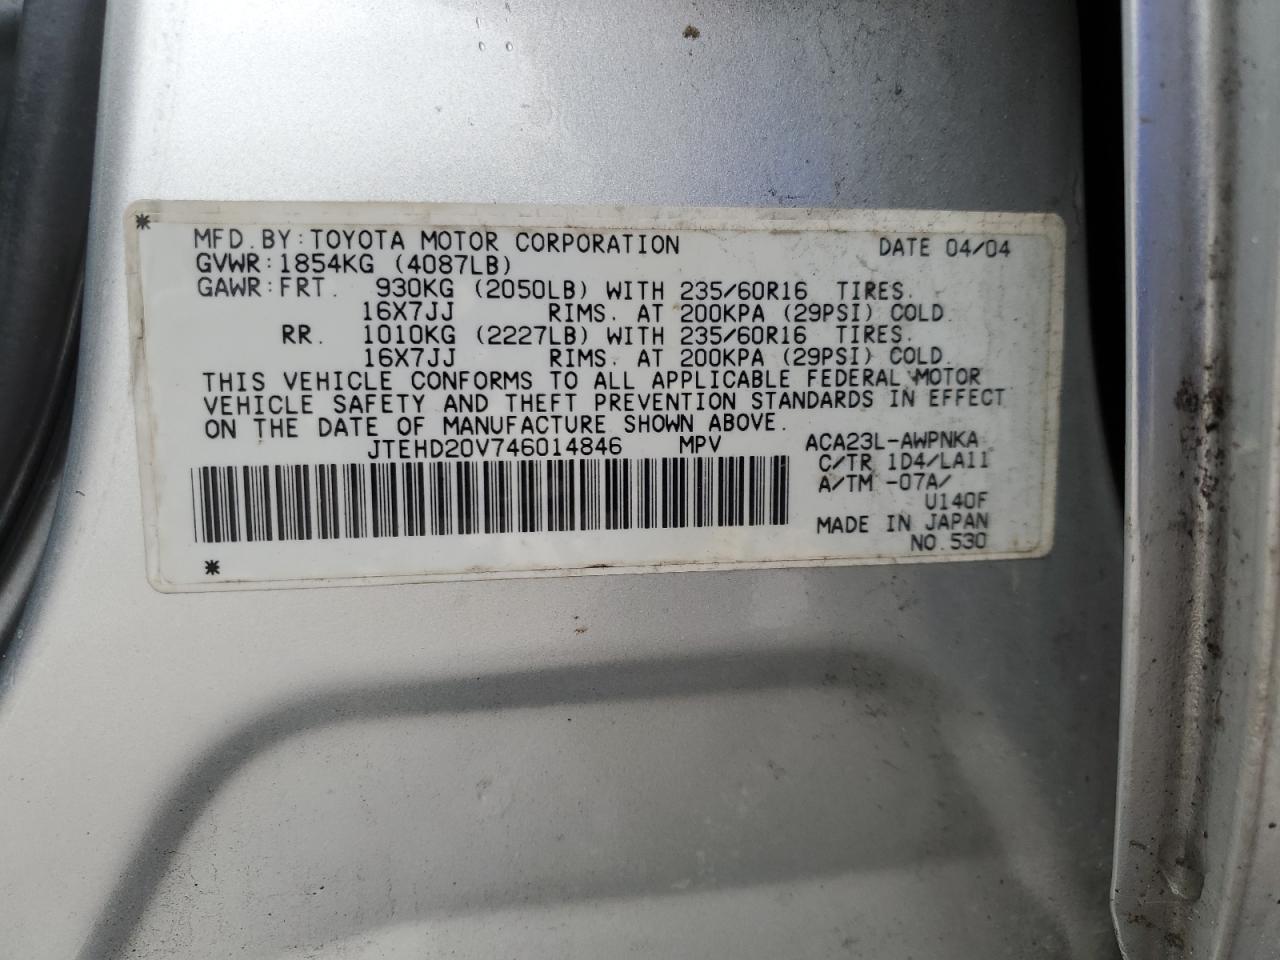 MFD. BY: TOYOTA MOTOR CORPORATION DATE 04/04
GVWR: 1854KG (4087LB)
GAWR: FRT. 930KG (2050LB) WITH 235/60R16 TIRES.
16X7JJ RIMS. AT 200KPA (29PSI) COLD.
RR. 1010KG (2227LB) WITH 235/60R16 TIRES.
16X7JJ RIMS. AT 200KPA (29PSI) COLD.
THIS VEHICLE CONFORMS TO ALL APPLICABLE FEDERAL MOTOR
VEHICLE SAFETY AND THEFT PREVENTION STANDARDS IN EFFECT
ON THE DATE OF MANUFACTURE SHOWN ABOVE.
JTEHD20V746014846 MPV ACA23L-AWPNKA
C/TR 1D4/LA11
A/TM -07A/
U140F
MADE IN JAPAN
NO. 530